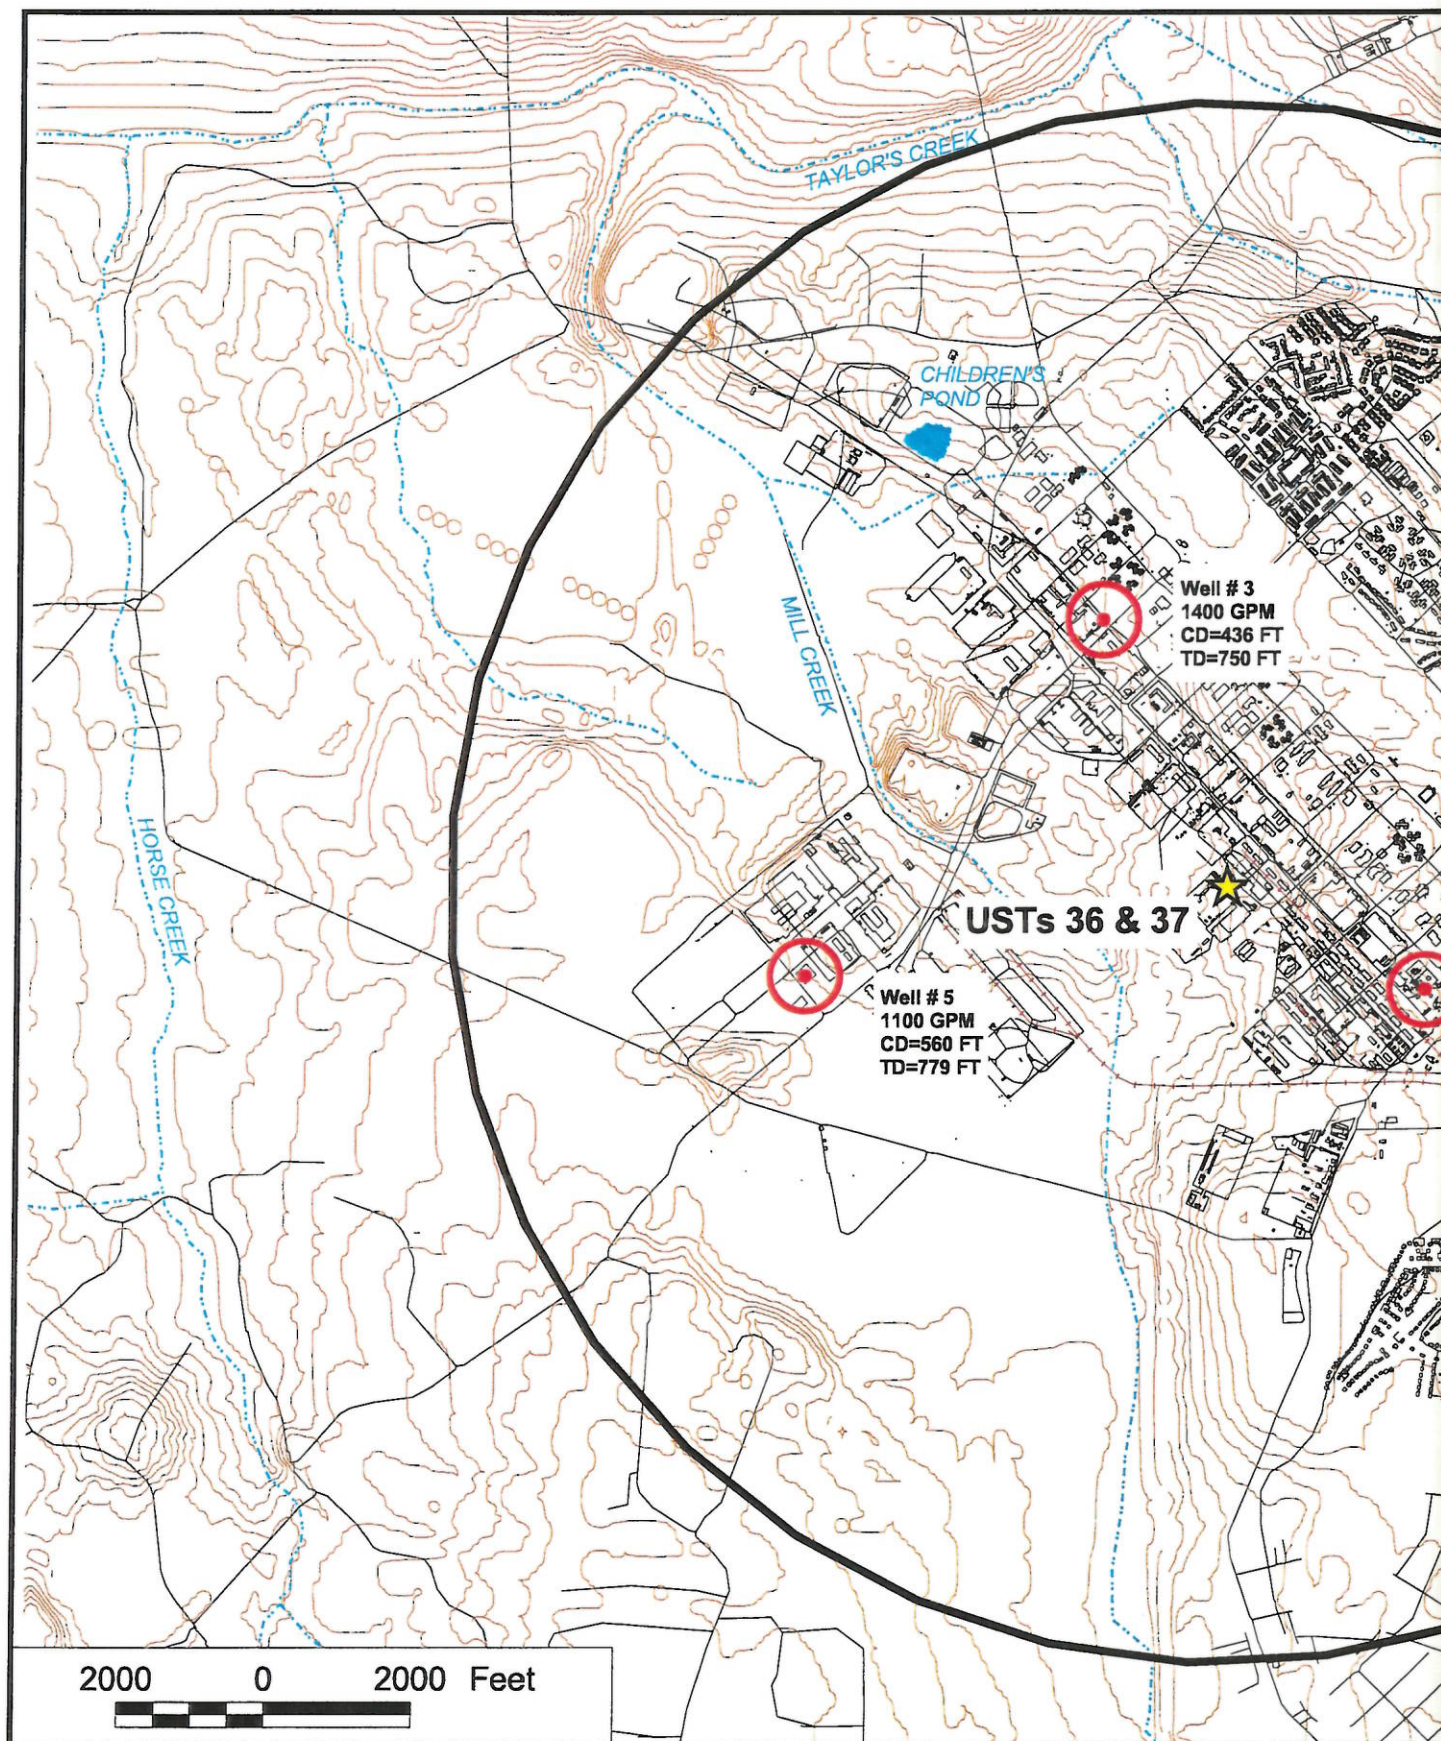 TAYLOR'S CREEK
CHILDREN'S
POND
Well # 3
1400 GPM
CD=436 FT
TD=750 FT
MILL CREEK
HORSE CREEK
USTs 36 & 37
Well # 5
1100 GPM
CD=560 FT
TD=779 FT
2000 0 2000 Feet